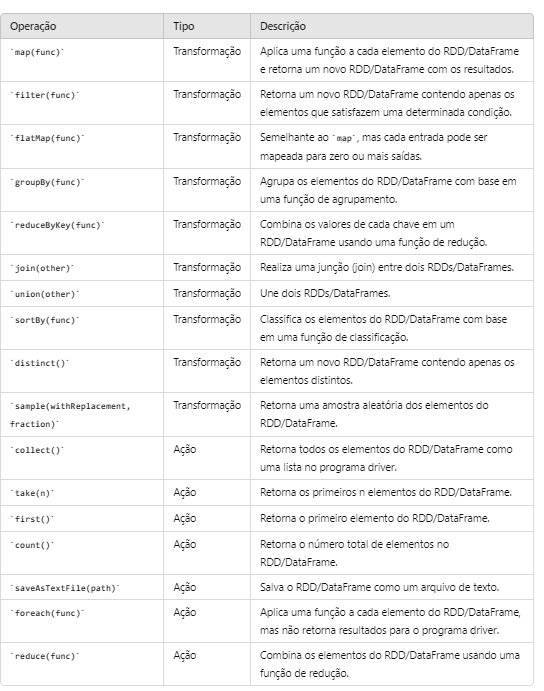 Operação Tipo Descrição
`map(func)` Transformação Aplica uma função a cada elemento do RDD/DataFrame
e retorna um novo RDD/DataFrame com os resultados.
`filter(func)` Transformação Retorna um novo RDD/DataFrame contendo apenas os
elementos que satisfazem uma determinada condição.
`flatMap(func)` Transformação Semelhante ao `map`, mas cada entrada pode ser
mapeada para zero ou mais saídas.
`groupBy(func)` Transformação Agrupa os elementos do RDD/DataFrame com base em
uma função de agrupamento.
`reduceByKey(func)` Transformação Combina os valores de cada chave em um
RDD/DataFrame usando uma função de redução.
`join(other)` Transformação Realiza uma junção (join) entre dois RDDs/DataFrames.
`union(other)` Transformação Une dois RDDs/DataFrames.
`sortBy(func)` Transformação Classifica os elementos do RDD/DataFrame com base
em uma função de classificação.
`distinct()` Transformação Retorna um novo RDD/DataFrame contendo apenas os
elementos distintos.
`sample(withReplacement, Transformação Retorna uma amostra aleatória dos elementos do
fraction)` RDD/DataFrame.
`collect()` Ação Retorna todos os elementos do RDD/DataFrame como
uma lista no programa driver.
`take(n)` Ação Retorna os primeiros n elementos do RDD/DataFrame.
`first()` Ação Retorna o primeiro elemento do RDD/DataFrame.
`count()` Ação Retorna o número total de elementos no
RDD/DataFrame.
`saveAsTextFile(path)` Ação Salva o RDD/DataFrame como um arquivo de texto.
`foreach(func)` Ação Aplica uma função a cada elemento do RDD/DataFrame,
mas não retorna resultados para o programa driver.
`reduce(func)` Ação Combina os elementos do RDD/DataFrame usando uma
função de redução.